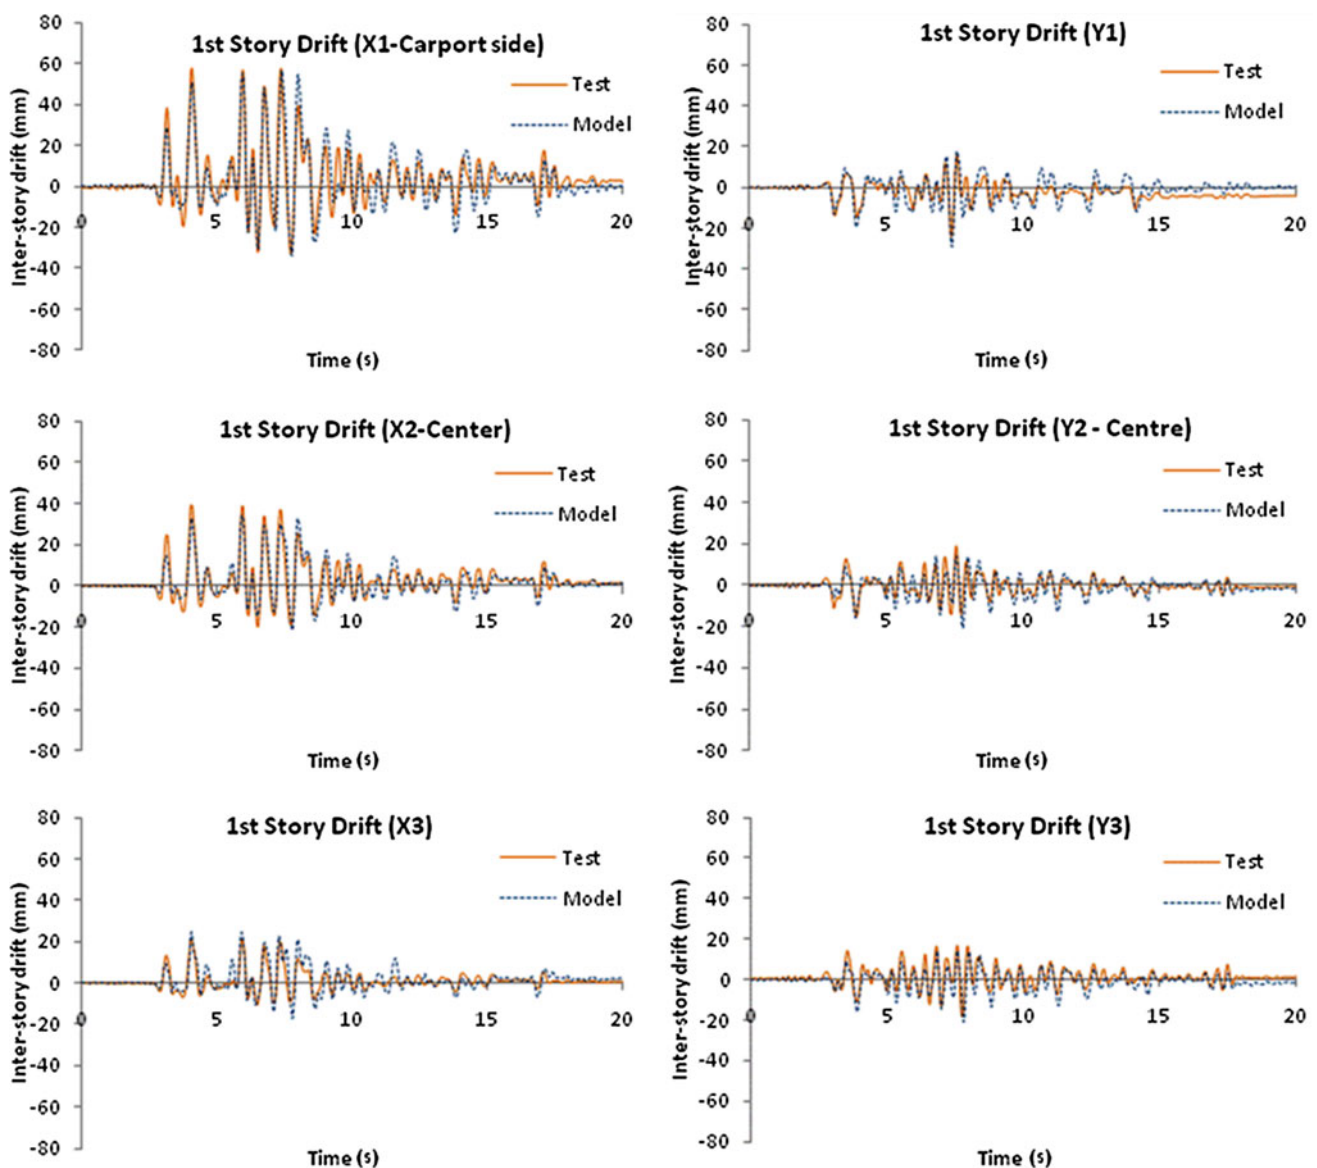 1st Story Drift (X1-Carport side)
Test
Model
Inter-story drift (mm)
80
60
40
20
0
-20
-40
-60
-80
0 5 10 15 20
Time (s)
1st Story Drift (Y1)
Test
Model
Inter-story drift (mm)
80
60
40
20
0
-20
-40
-60
-80
0 5 10 15 20
Time (s)
1st Story Drift (X2-Center)
Test
Model
Inter-story drift (mm)
80
60
40
20
0
-20
-40
-60
-80
0 5 10 15 20
Time (s)
1st Story Drift (Y2 - Centre)
Test
Model
Inter-story drift (mm)
80
60
40
20
0
-20
-40
-60
-80
0 5 10 15 20
Time (s)
1st Story Drift (X3)
Test
Model
Inter-story drift (mm)
80
60
40
20
0
-20
-40
-60
-80
0 5 10 15 20
Time (s)
1st Story Drift (Y3)
Test
Model
Inter-story drift (mm)
80
60
40
20
0
-20
-40
-60
-80
0 5 10 15 20
Time (s)